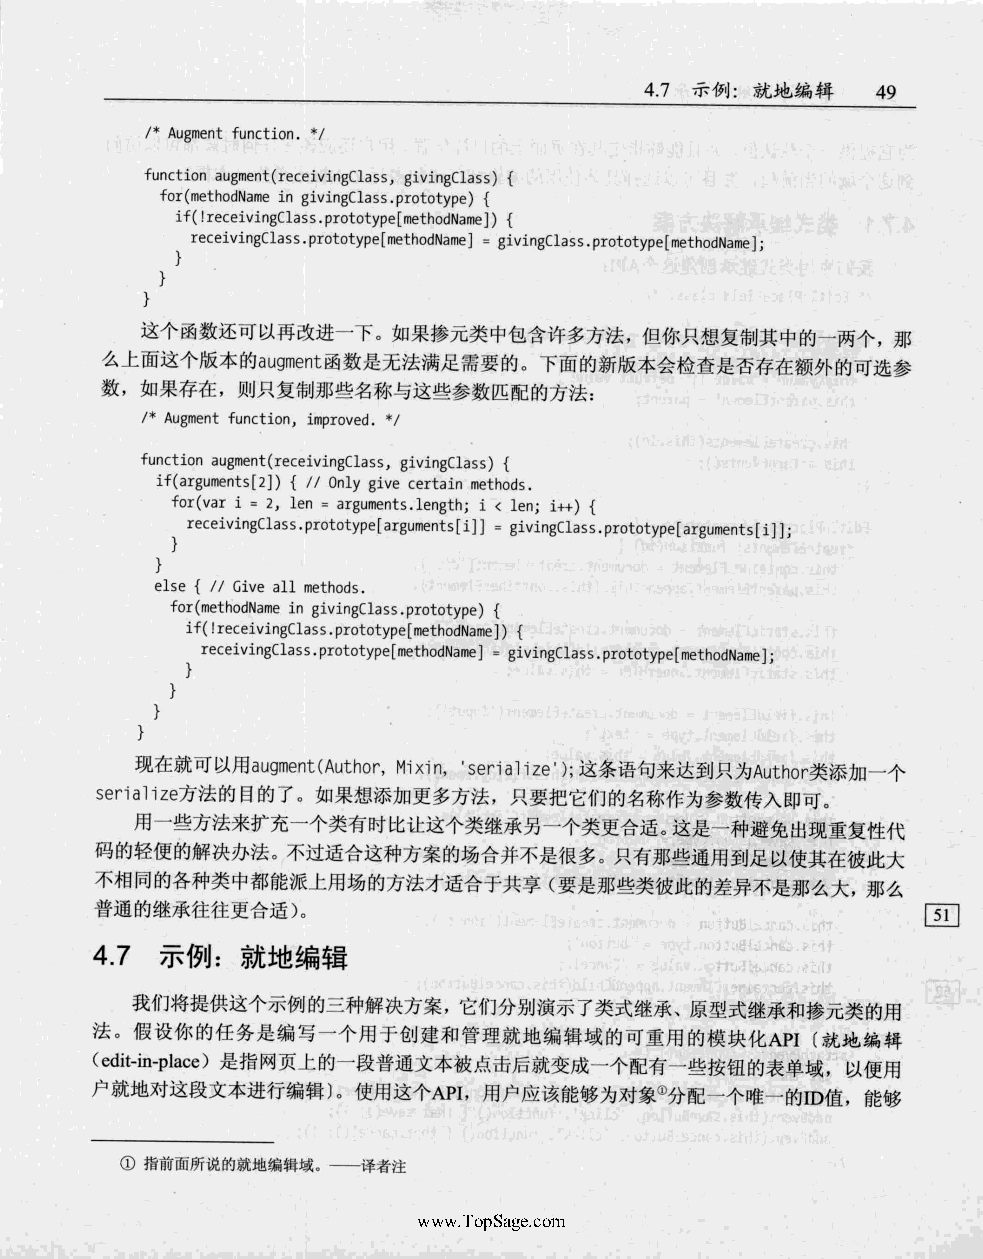 4.7 示例：就地编辑 49
/* Augment function. */
function augment(receivingClass, givingClass) {
for(methodName in givingClass.prototype) {
if(!receivingClass.prototype[methodName]) {
receivingClass.prototype[methodName] = givingClass.prototype[methodName];
}
}
}
这个函数还可以再改进一下。如果掺元类中包含许多方法，但你只想复制其中的一两个，那
么上面这个版本的augment函数是无法满足需要的。下面的新版本会检查是否存在额外的可选参
数，如果存在，则只复制那些名称与这些参数匹配的方法：
/* Augment function, improved. */
function augment(receivingClass, givingClass) {
if(arguments[2]) { // Only give certain methods.
for(var i = 2, len = arguments.length; i < len; i++) {
receivingClass.prototype[arguments[i]] = givingClass.prototype[arguments[i]];
}
}
else { // Give all methods.
for(methodName in givingClass.prototype) {
if(!receivingClass.prototype[methodName]) {
receivingClass.prototype[methodName] = givingClass.prototype[methodName];
}
}
}
}
现在就可以用augment(Author, Mixin, 'serialize');这条语句来达到只为Author类添加一个
serialize方法的目的了。如果想添加更多方法，只要把它们的名称作为参数传入即可。
用一些方法来扩充一个类有时比让这个类继承另一个类更合适。这是一种避免出现重复性代
码的轻便的解决办法。不过适合这种方案的场合并不是很多。只有那些通用到足以使其在彼此大
不相同的各种类中都能派上用场的方法才适合于共享（要是那些类彼此的差异不是那么大，那么
普通的继承往往更合适）。
51
4.7 示例：就地编辑
我们将提供这个示例的三种解决方案，它们分别演示了类式继承、原型式继承和掺元类的用
法。假设你的任务是编写一个用于创建和管理就地编辑域的可重用的模块化API〔就地编辑
（edit-in-place）是指网页上的一段普通文本被点击后就变成一个配有一些按钮的表单域，以便用
户就地对这段文本进行编辑〕。使用这个API，用户应该能够为对象①分配一个唯一的ID值，能够
① 指前面所说的就地编辑域。——译者注
www.TopSage.com